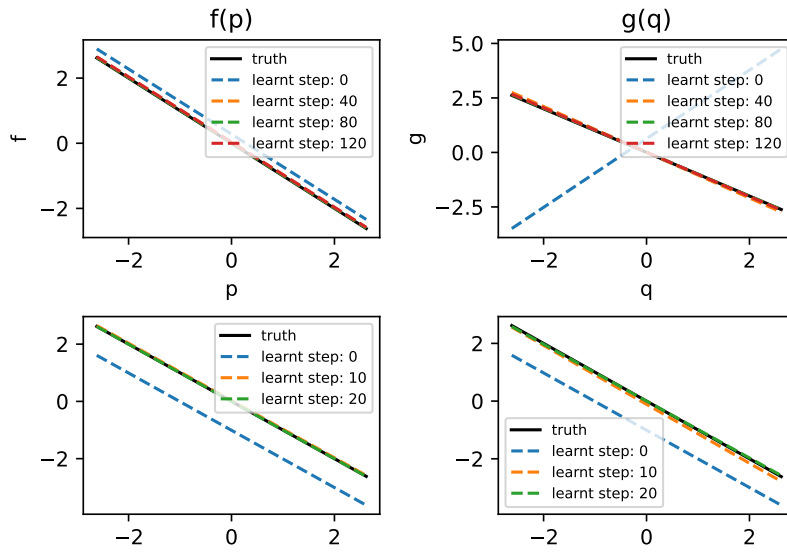 f(p)
f
2
0
−2
truth
learnt step: 0
learnt step: 40
learnt step: 80
learnt step: 120
−2 0 2
p
g(q)
g
5.0
2.5
0.0
−2.5
truth
learnt step: 0
learnt step: 40
learnt step: 80
learnt step: 120
−2 0 2
q
2
0
−2
truth
learnt step: 0
learnt step: 10
learnt step: 20
−2 0 2
2
0
−2
truth
learnt step: 0
learnt step: 10
learnt step: 20
−2 0 2